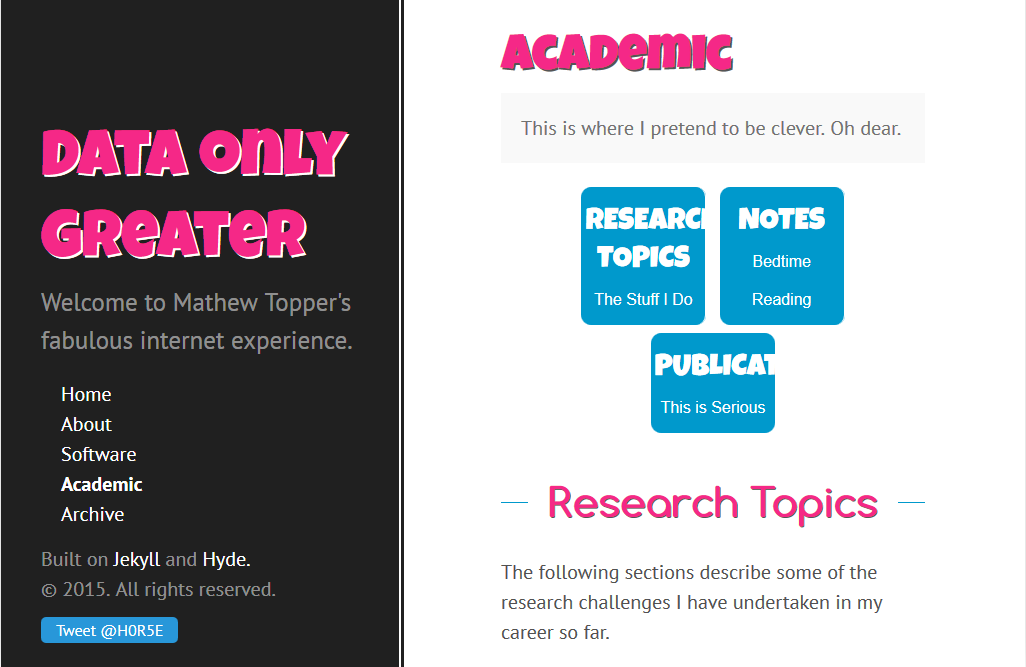 Data Only
Greater
Welcome to Mathew Topper's
fabulous internet experience.
Home
About
Software
Academic
Archive
Built on Jekyll and Hyde.
© 2015. All rights reserved.
Tweet @H0R5E
Academic
This is where I pretend to be clever. Oh dear.
Researc
Topics
The Stuff I Do
Notes
Bedtime
Reading
Publicat
This is Serious
Research Topics
The following sections describe some of the
research challenges I have undertaken in my
career so far.